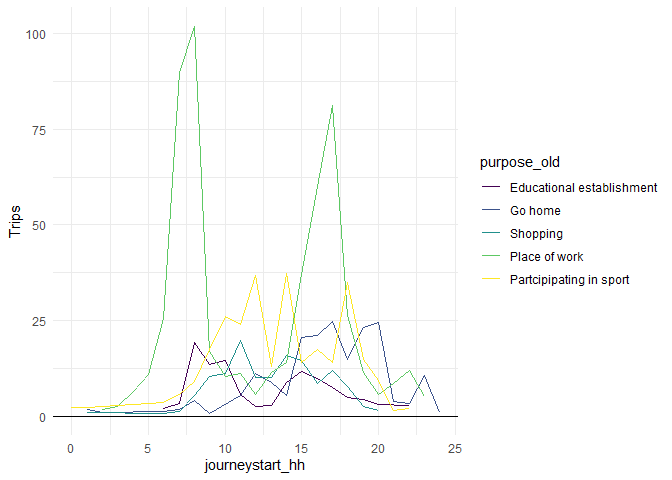 100
75
50
25
0
Trips
0 5 10 15 20 25
journeystart_hh
purpose_old
Educational establishment
Go home
Shopping
Place of work
Partcipipating in sport